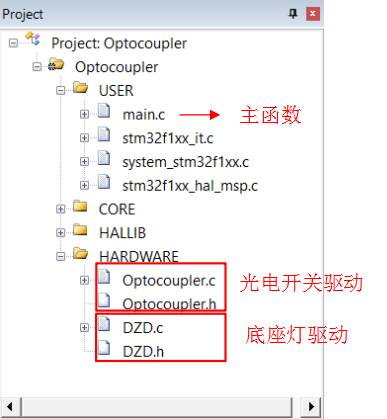 Project
Project: Optocoupler
Optocoupler
USER
main.c
主函数
stm32f1xx_it.c
system_stm32f1xx.c
stm32f1xx_hal_msp.c
CORE
HALLIB
HARDWARE
Optocoupler.c
光电开关驱动
Optocoupler.h
DZD.c
底座灯驱动
DZD.h